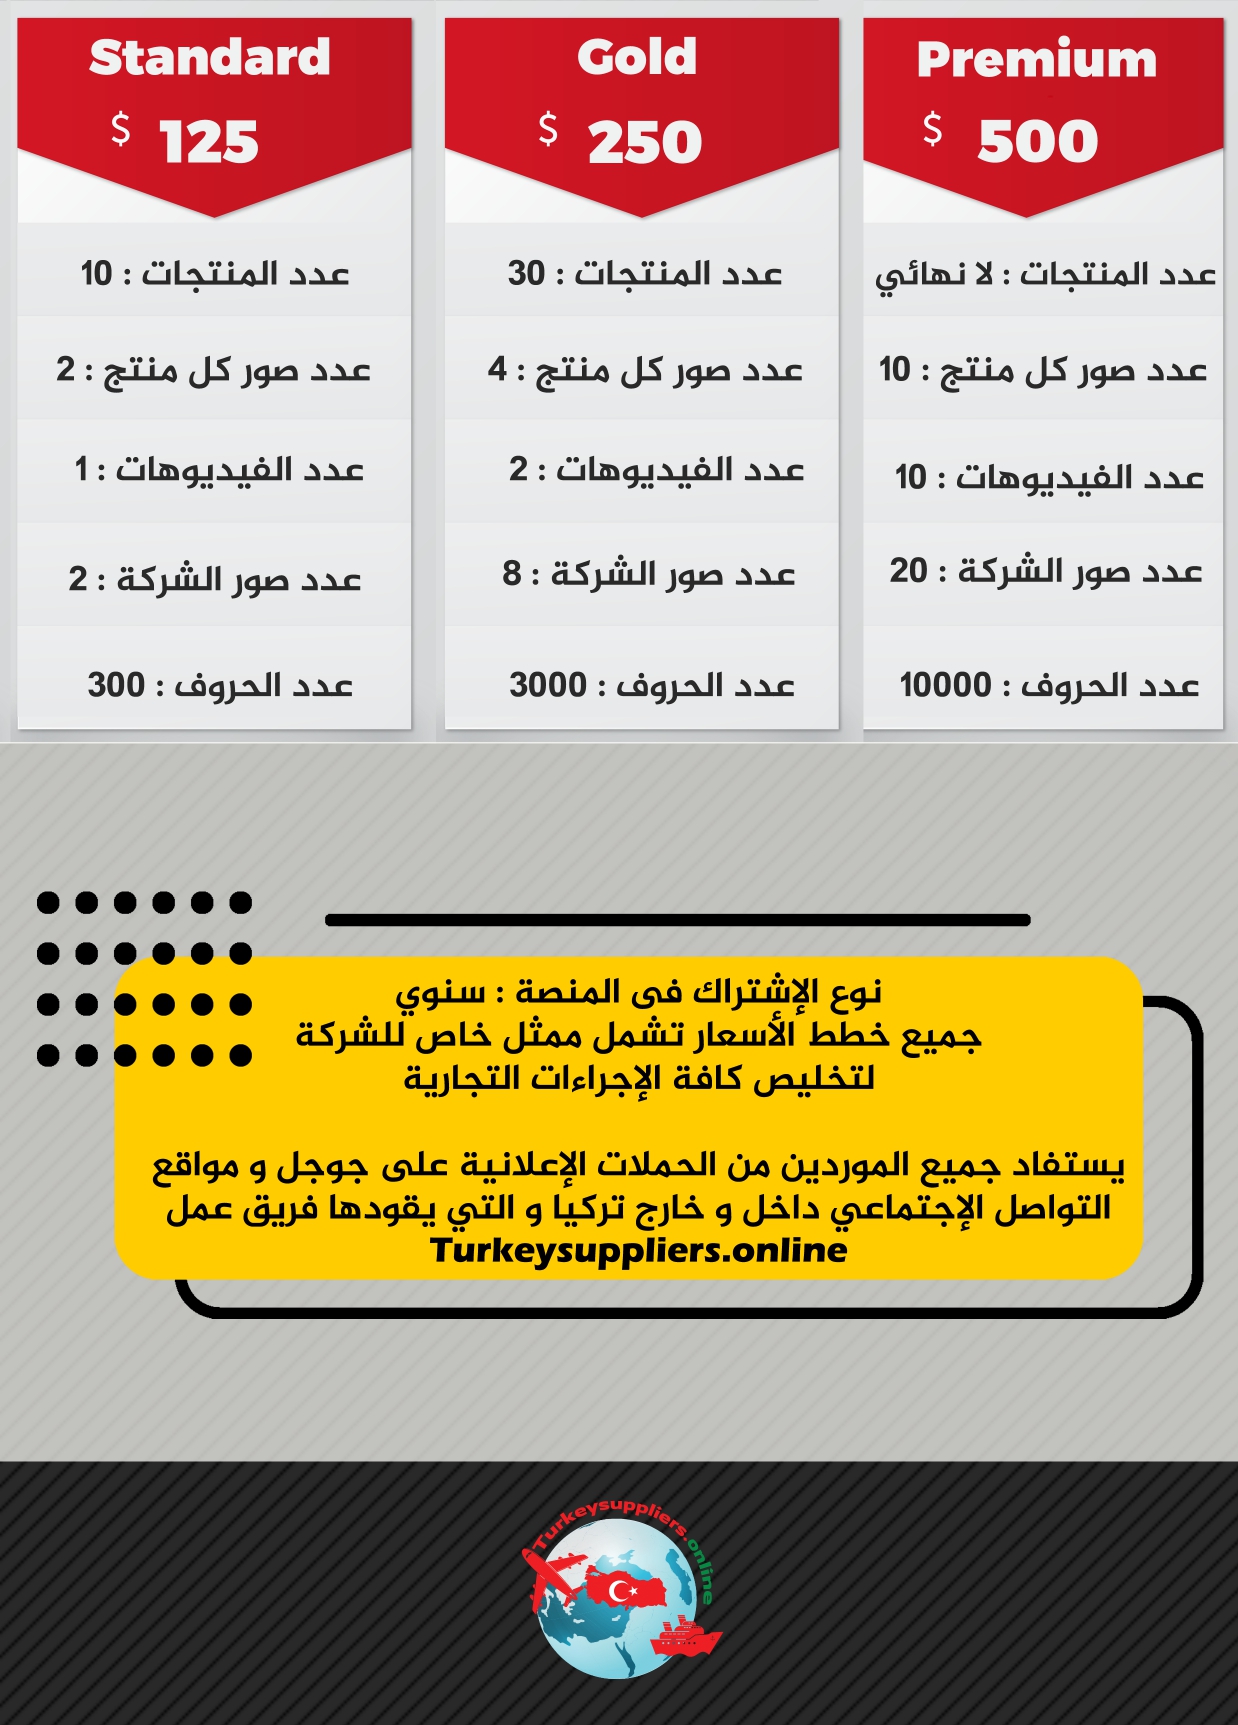 Standard
$ 125
عدد المنتجات : 10
عدد صور كل منتج : 2
عدد الفيديوهات : 1
عدد صور الشركة : 2
عدد الحروف : 300
Gold
$ 250
عدد المنتجات : 30
عدد صور كل منتج : 4
عدد الفيديوهات : 2
عدد صور الشركة : 8
عدد الحروف : 3000
Premium
$ 500
عدد المنتجات : لا نهائي
عدد صور كل منتج : 10
عدد الفيديوهات : 10
عدد صور الشركة : 20
عدد الحروف : 10000
نوع الإشتراك فى المنصة : سنوي
جميع خطط الأسعار تشمل ممثل خاص للشركة
لتخليص كافة الإجراءات التجارية
يستفاد جميع الموردين من الحملات الإعلانية على جوجل و مواقع
التواصل الإجتماعي داخل و خارج تركيا و التي يقودها فريق عمل
Turkeysuppliers.online
Turkeysuppliers.online